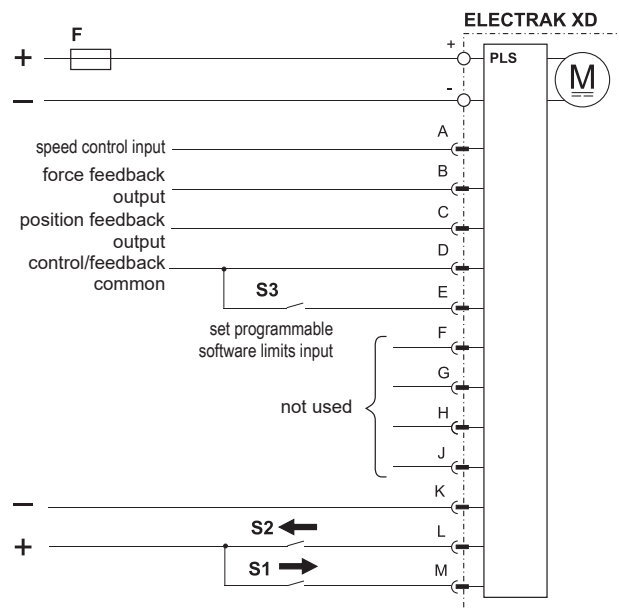 ELECTRAK XD
F
+
+
PLS
M
–
-
A
speed control input
B
force feedback
output
C
position feedback
output
D
control/feedback
common
E
S3
set programmable
software limits input
F
G
not used
H
J
K
–
S2
L
+
S1
M